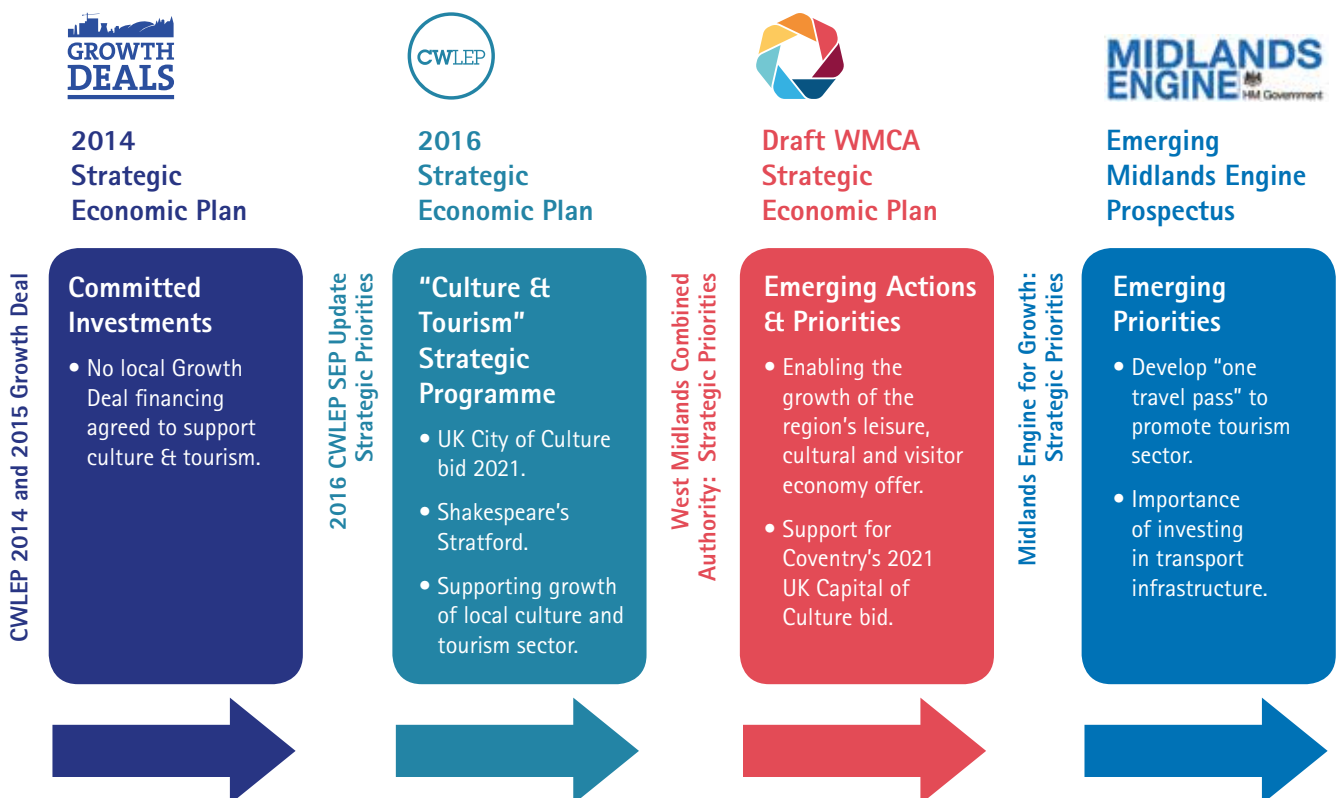 GROWTH
DEALS
2014
Strategic
Economic Plan
CWLEP 2014 and 2015 Growth Deal
Committed
Investments
• No local Growth
Deal financing
agreed to support
culture & tourism.
CWLEP
2016
Strategic
Economic Plan
2016 CWLEP SEP Update
Strategic Priorities
“Culture &
Tourism”
Strategic
Programme
• UK City of Culture
bid 2021.
• Shakespeare’s
Stratford.
• Supporting growth
of local culture and
tourism sector.
Draft WMCA
Strategic
Economic Plan
West Midlands Combined
Authority: Strategic Priorities
Emerging Actions
& Priorities
• Enabling the
growth of the
region’s leisure,
cultural and visitor
economy offer.
• Support for
Coventry’s 2021
UK Capital of
Culture bid.
MIDLANDS
ENGINE
HM Government
Emerging
Midlands Engine
Prospectus
Midlands Engine for Growth:
Strategic Priorities
Emerging
Priorities
• Develop “one
travel pass” to
promote tourism
sector.
• Importance
of investing
in transport
infrastructure.